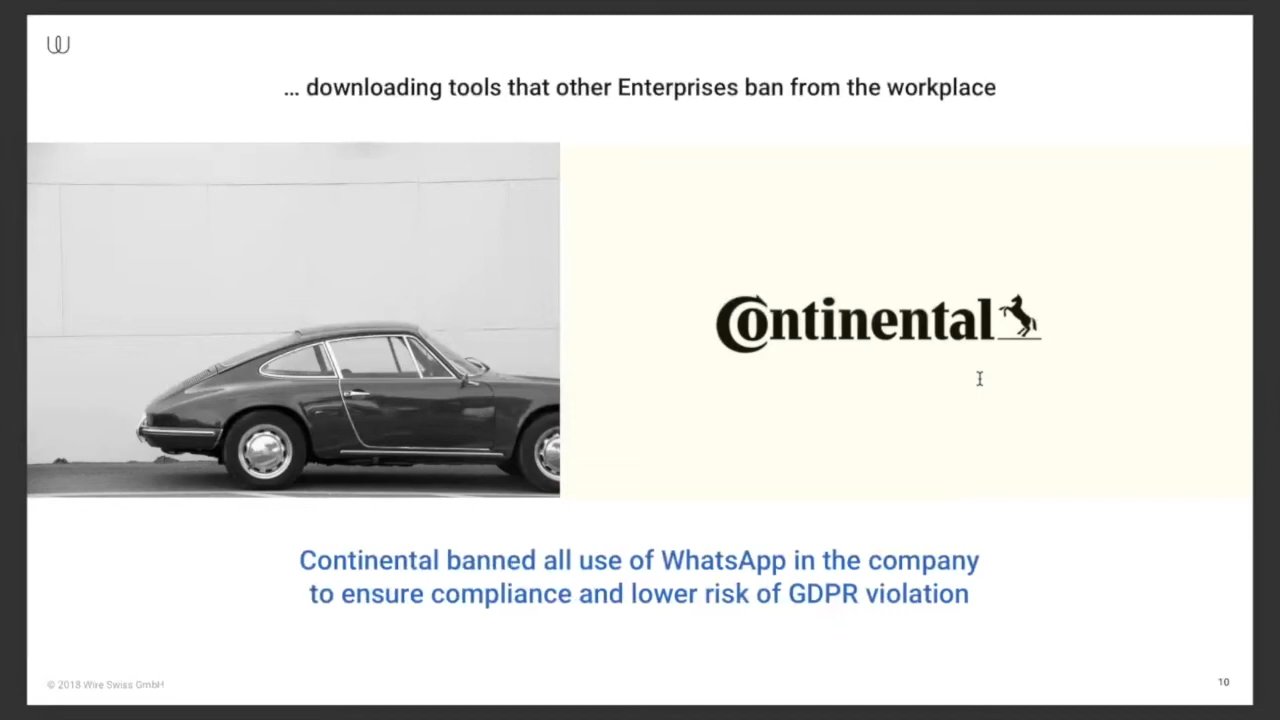 ... downloading tools that other Enterprises ban from the workplace
Continental
Continental banned all use of WhatsApp in the company
to ensure compliance and lower risk of GDPR violation
© 2018 Wire Swiss GmbH
10